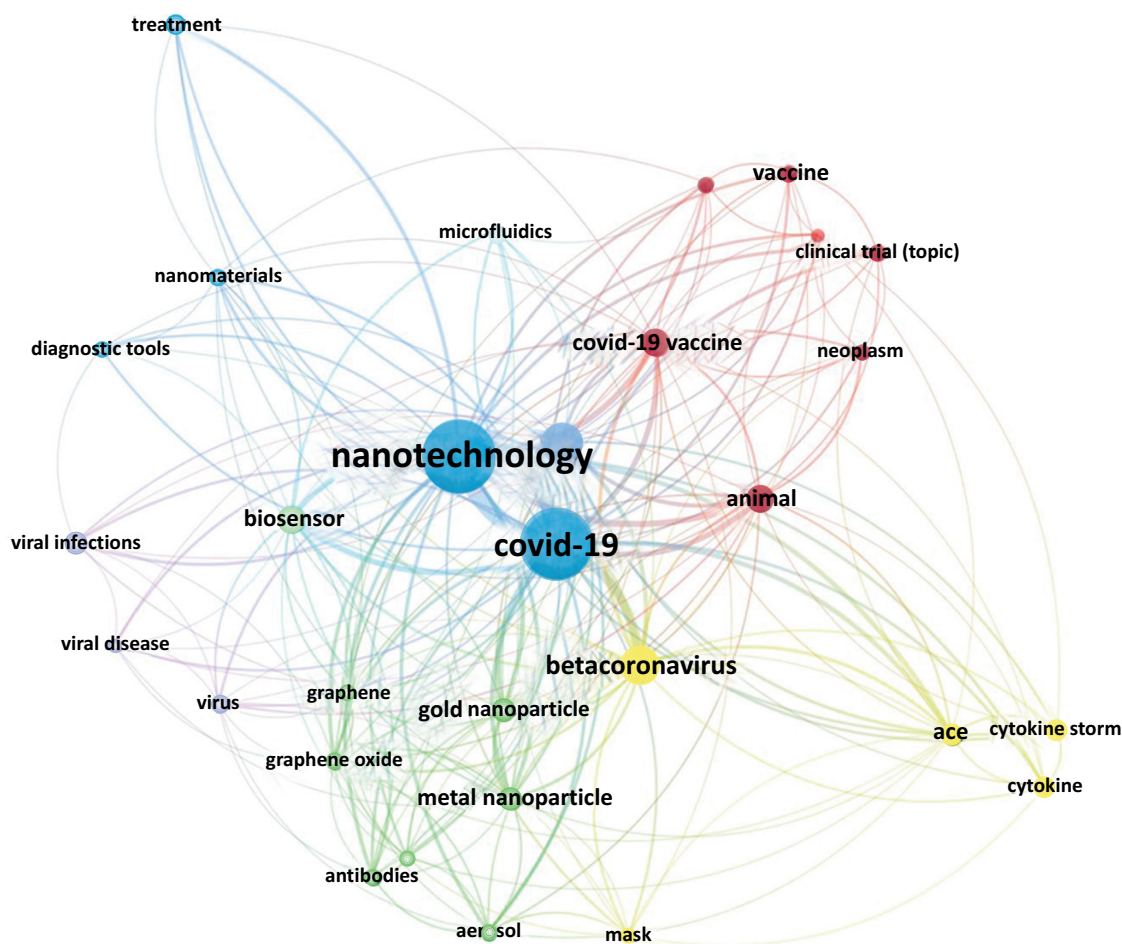 treatment
vaccine
microfluidics
clinical trial (topic)
nanomaterials
covid-19 vaccine
diagnostic tools
neoplasm
nanotechnology
animal
biosensor
viral infections
covid-19
viral disease
betacoronavirus
graphene
virus
gold nanoparticle
ace
cytokine storm
graphene oxide
cytokine
metal nanoparticle
antibodies
aerosol
mask